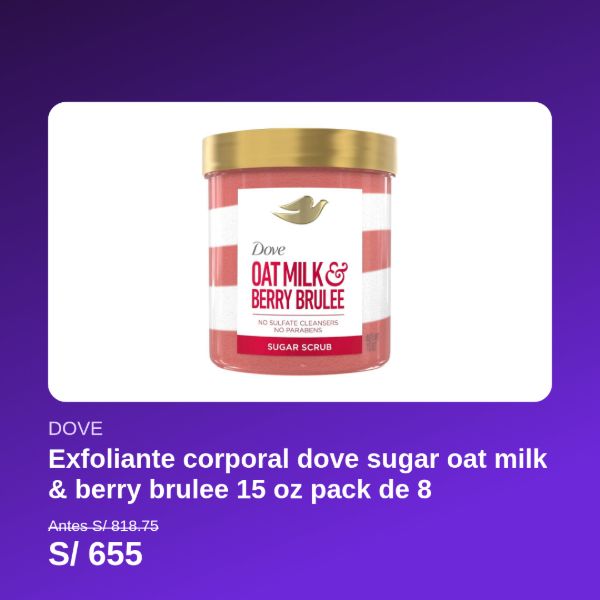 Dove
OAT MILK &
BERRY BRULEE
NO SULFATE CLEANSERS
NO PARABENS
SUGAR SCRUB
DOVE
Exfoliante corporal dove sugar oat milk
& berry brulee 15 oz pack de 8
Antes S/ 818.75
S/ 655